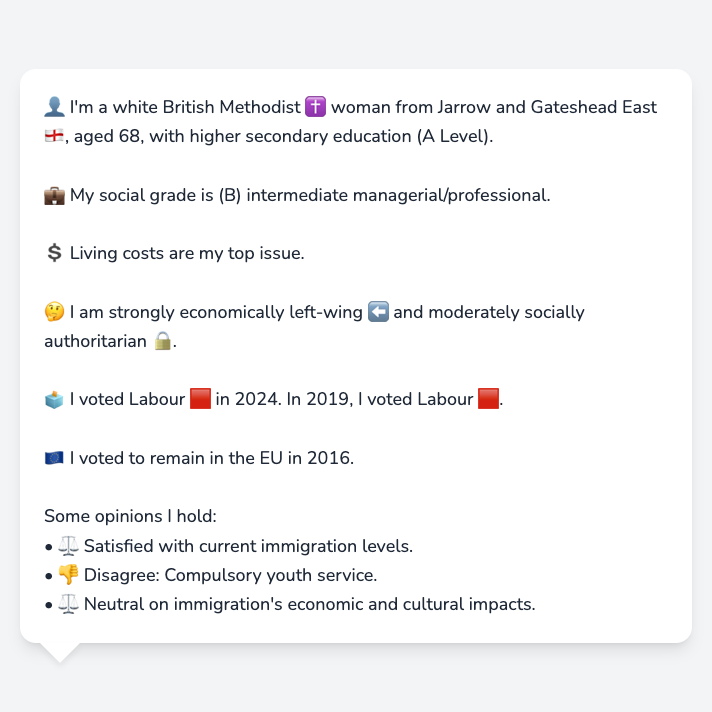 👤 I'm a white British Methodist ✝️ woman from Jarrow and Gateshead East
🏴󠁧󠁢󠁥󠁮󠁧󠁿, aged 68, with higher secondary education (A Level).
💼 My social grade is (B) intermediate managerial/professional.
💲 Living costs are my top issue.
🤔 I am strongly economically left-wing ⬅️ and moderately socially
authoritarian 🔒.
🗳️ I voted Labour 🟥 in 2024. In 2019, I voted Labour 🟥.
🇪🇺 I voted to remain in the EU in 2016.
Some opinions I hold:
• ⚖️ Satisfied with current immigration levels.
• 👎 Disagree: Compulsory youth service.
• ⚖️ Neutral on immigration's economic and cultural impacts.